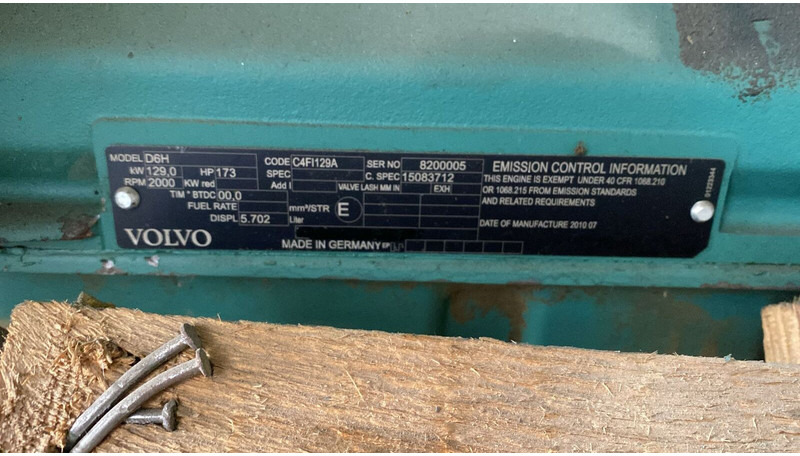 MODEL D6H CODE C4FI129A SER NO 8200005
kW 129,0 HP 173 SPEC C. SPEC 15083712
RPM 2000 KW red Add I VALVE LASH MM IN EXH
TIM ° BTDC 00,0
FUEL RATE mm³/STR E
DISPL 5.702 Liter
VOLVO
MADE IN GERMANY
EMISSION CONTROL INFORMATION
THIS ENGINE IS EXEMPT UNDER 40 CFR 1068.210
OR 1068.215 FROM EMISSION STANDARDS
AND RELATED REQUIREMENTS
DATE OF MANUFACTURE 2010 07